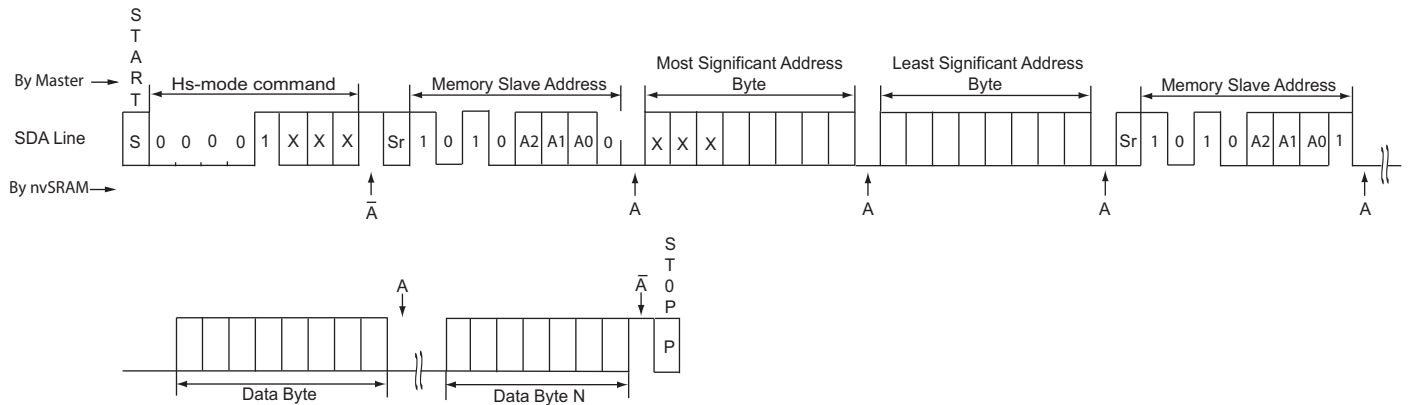 START
Most Significant Address
Byte
Least Significant Address
Byte
By Master
Hs-mode command
Memory Slave Address
Memory Slave Address
SDA Line
S 0 0 0 0 1 X X X Sr 1 0 1 0 A2 A1 A0 0 X X X Sr 1 0 1 0 A2 A1 A0 1
By nvSRAM
A̅ A A A A
A A̅
ST0P
P
Data Byte
Data Byte N